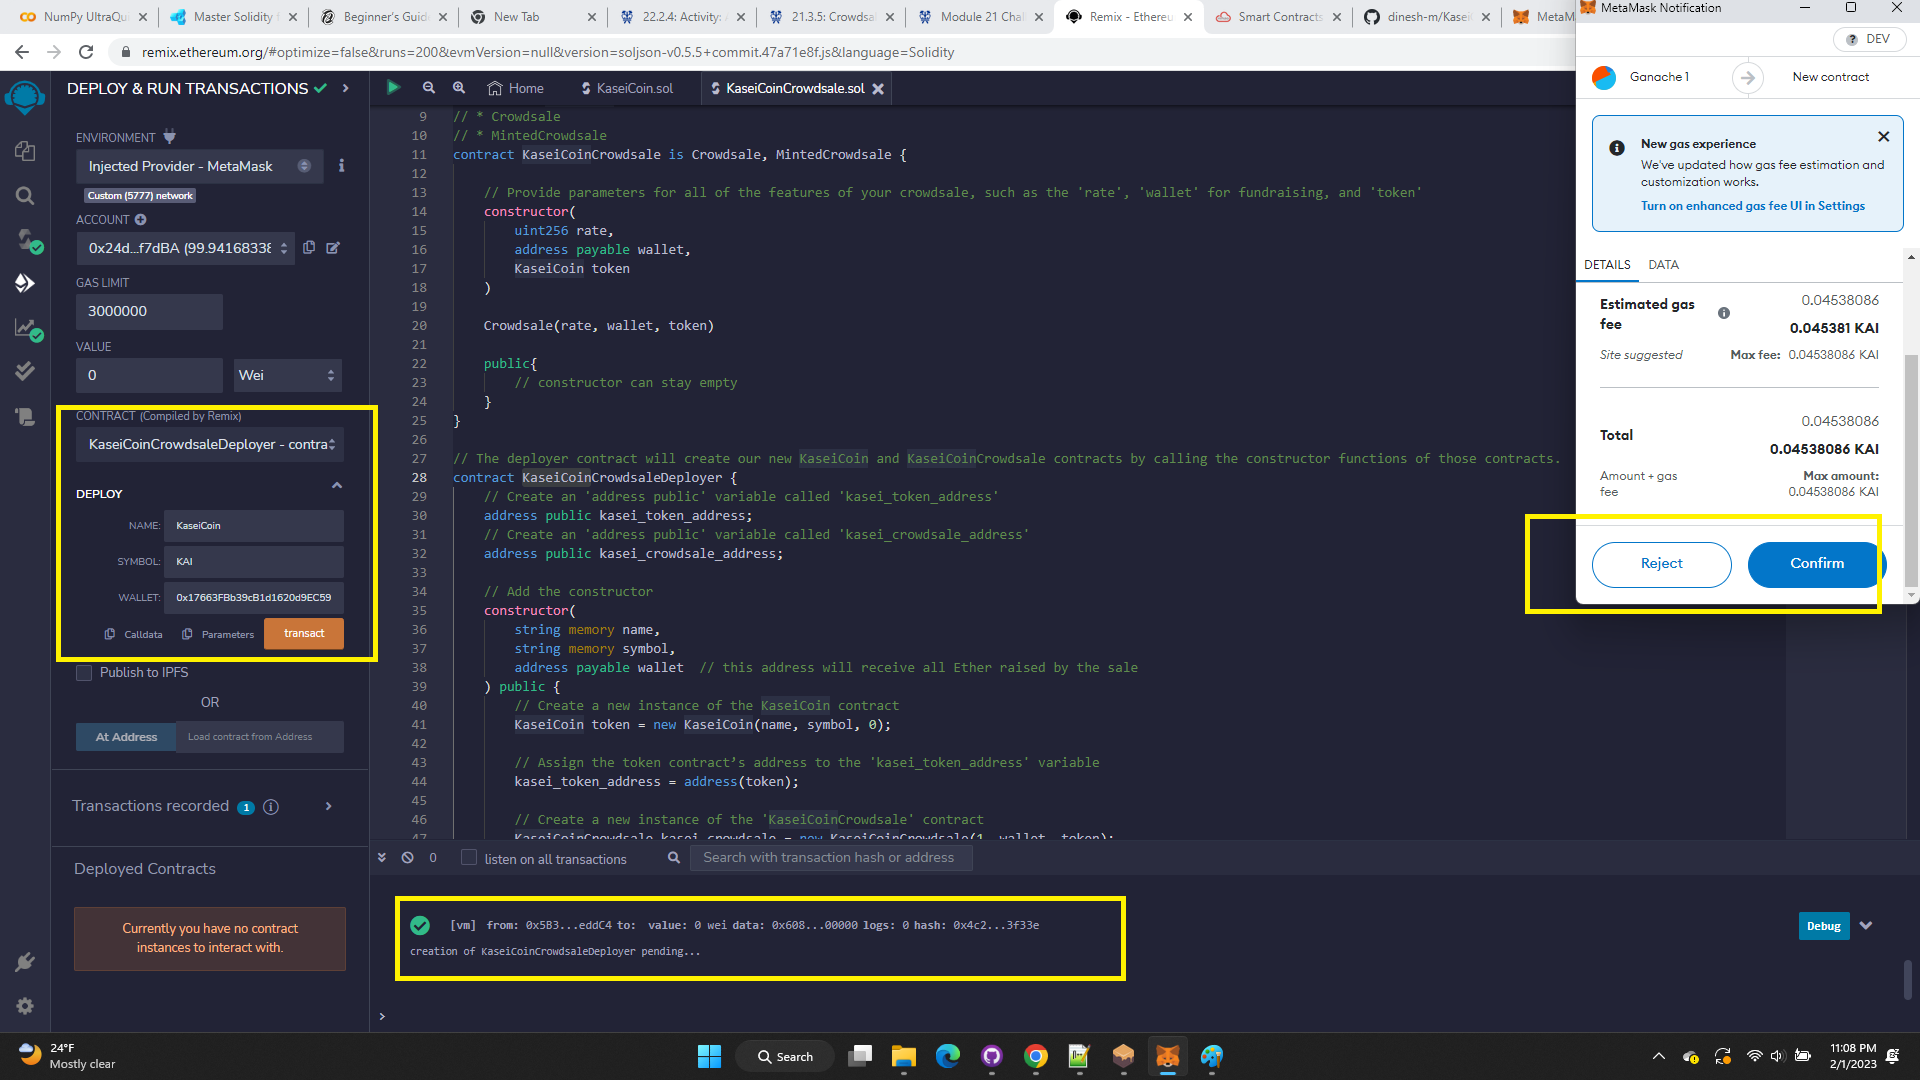 NumPy UltraQu
Master Solidity f
Beginner's Guid
New Tab
22.2.4: Activity: A
21.3.5: Crowdsal
Module 21 Chal
Remix - Ethereu
Smart Contracts
dinesh-m/Kasei
MetaM
remix.ethereum.org/#optimize=false&runs=200&evmVersion=null&version=soljson-v0.5.5+commit.47a71e8f.js&language=Solidity
DEPLOY & RUN TRANSACTIONS
ENVIRONMENT
Injected Provider - MetaMask
Custom (5777) network
ACCOUNT
0x24d...f7dBA (99.94168338
GAS LIMIT
3000000
VALUE
0
Wei
CONTRACT (Compiled by Remix)
KaseiCoinCrowdsaleDeployer - contra
DEPLOY
NAME: KaseiCoin
SYMBOL: KAI
WALLET: 0x17663FBb39cB1d1620d9EC59
Calldata Parameters transact
Publish to IPFS
OR
At Address Load contract from Address
Transactions recorded 1
Deployed Contracts
Currently you have no contract
instances to interact with.
Home KaseiCoin.sol KaseiCoinCrowdsale.sol
9 // * Crowdsale
10 // * MintedCrowdsale
11 contract KaseiCoinCrowdsale is Crowdsale, MintedCrowdsale {
12
13 // Provide parameters for all of the features of your crowdsale, such as the 'rate', 'wallet' for fundraising, and 'token'
14 constructor(
15 uint256 rate,
16 address payable wallet,
17 KaseiCoin token
18 )
19
20 Crowdsale(rate, wallet, token)
21
22 public{
23 // constructor can stay empty
24 }
25 }
26
27 // The deployer contract will create our new KaseiCoin and KaseiCoinCrowdsale contracts by calling the constructor functions of those contracts.
28 contract KaseiCoinCrowdsaleDeployer {
29 // Create an 'address public' variable called 'kasei_token_address'
30 address public kasei_token_address;
31 // Create an 'address public' variable called 'kasei_crowdsale_address'
32 address public kasei_crowdsale_address;
33
34 // Add the constructor
35 constructor(
36 string memory name,
37 string memory symbol,
38 address payable wallet // this address will receive all Ether raised by the sale
39 ) public {
40 // Create a new instance of the KaseiCoin contract
41 KaseiCoin token = new KaseiCoin(name, symbol, 0);
42
43 // Assign the token contract’s address to the 'kasei_token_address' variable
44 kasei_token_address = address(token);
45
46 // Create a new instance of the 'KaseiCoinCrowdsale' contract
47 KaseiCoinCrowdsale kasei_crowdsale = new KaseiCoinCrowdsale(1, wallet, token);
0 listen on all transactions Search with transaction hash or address
[vm] from: 0x5B3...eddC4 to: value: 0 wei data: 0x608...00000 logs: 0 hash: 0x4c2...3f33e
creation of KaseiCoinCrowdsaleDeployer pending...
Debug
>
MetaMask Notification
? DEV
Ganache 1 New contract
New gas experience
We've updated how gas fee estimation and
customization works.
Turn on enhanced gas fee UI in Settings
DETAILS DATA
Estimated gas
fee
0.04538086
0.045381 KAI
Site suggested Max fee: 0.04538086 KAI
0.04538086
Total
0.04538086 KAI
Amount + gas
fee
Max amount:
0.04538086 KAI
Reject Confirm
24°F
Mostly clear
Search
11:08 PM
2/1/2023